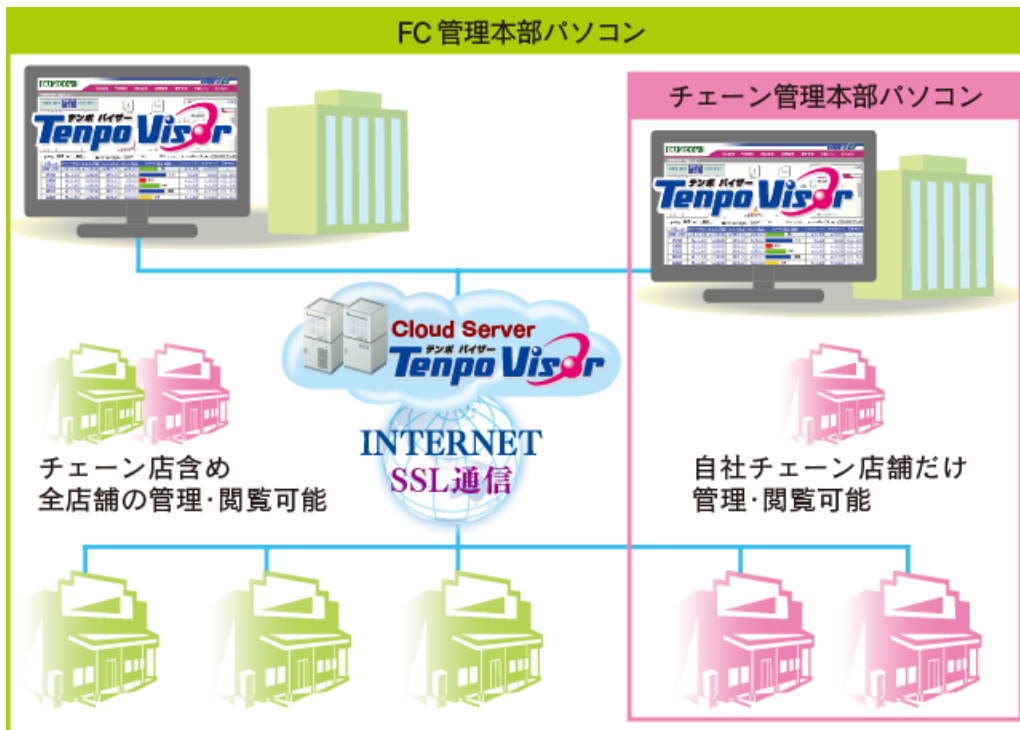 FC管理本部パソコン
テンポ バイザー
Tenpo Visor
チェーン管理本部パソコン
テンポ バイザー
Tenpo Visor
Cloud Server
テンポ バイザー
Tenpo Visor
INTERNET
SSL通信
チェーン店含め
全店舗の管理・閲覧可能
自社チェーン店舗だけ
管理・閲覧可能